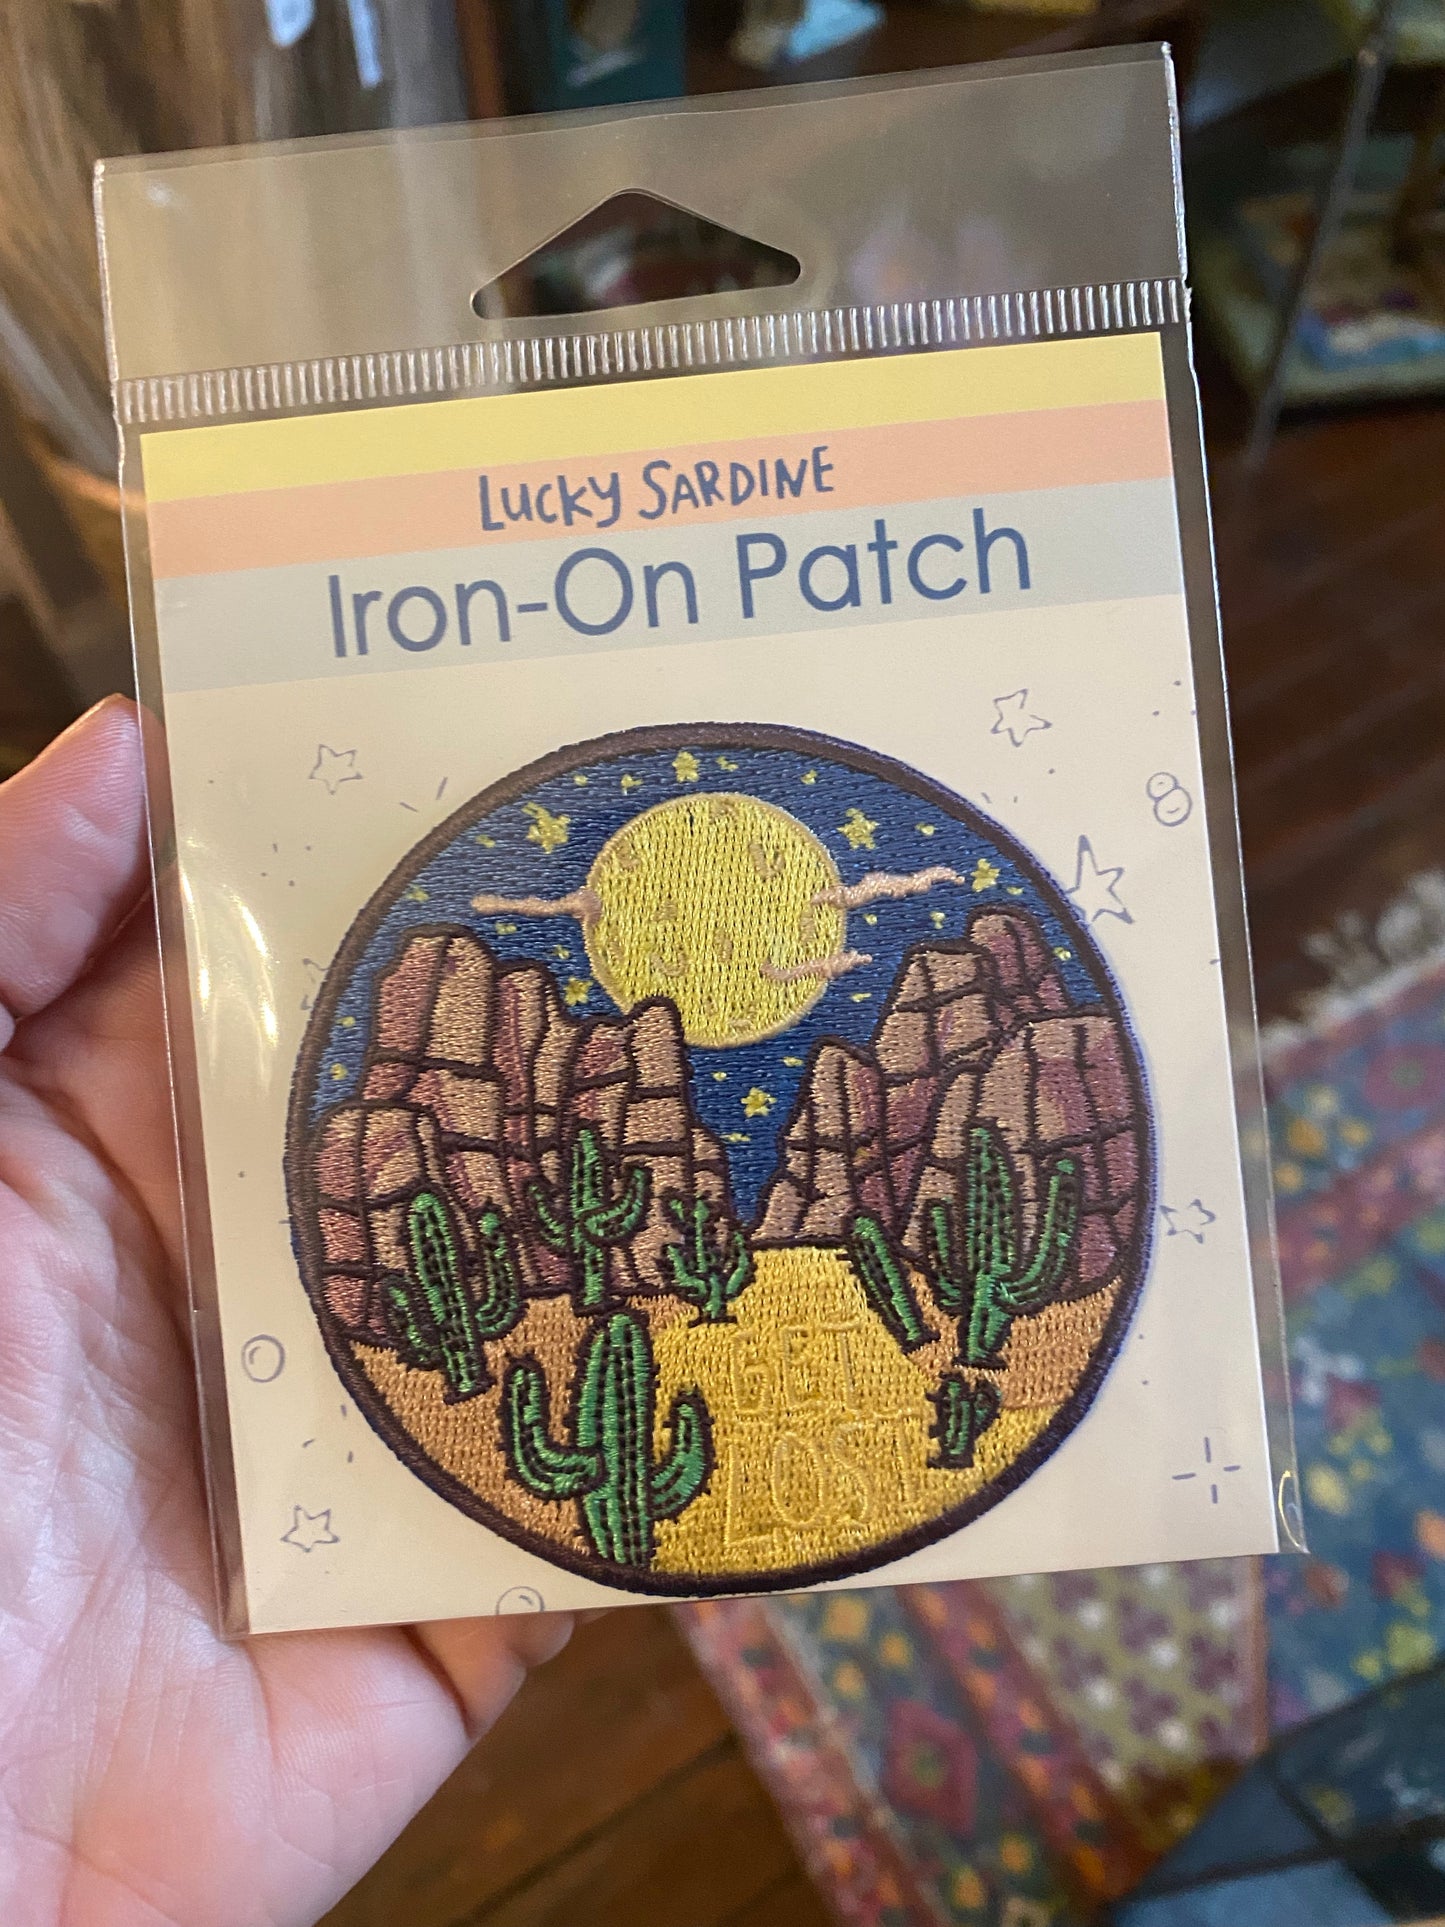 Lucky SARDINE
Iron-On Patch
GET
LOST